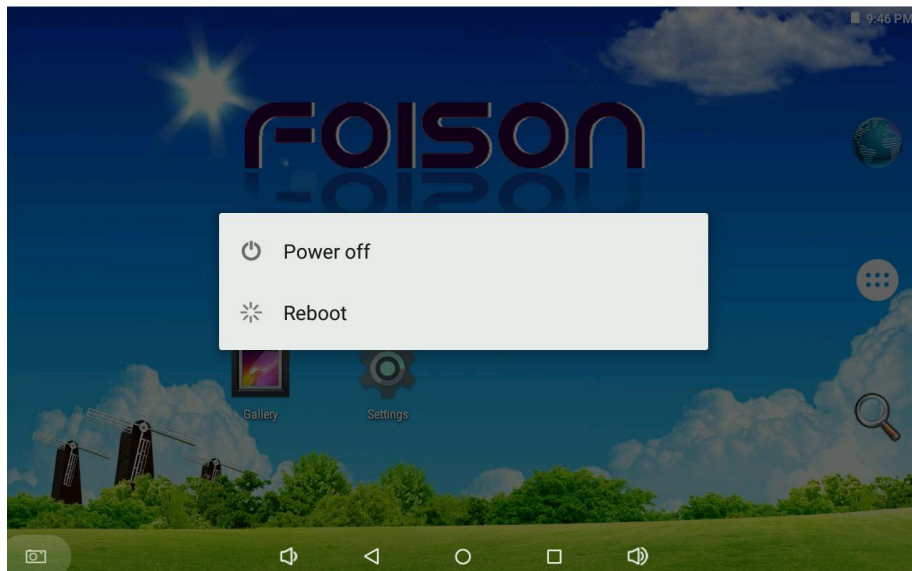 9:46 PM
FOISON
Power off
Reboot
Gallery
Settings